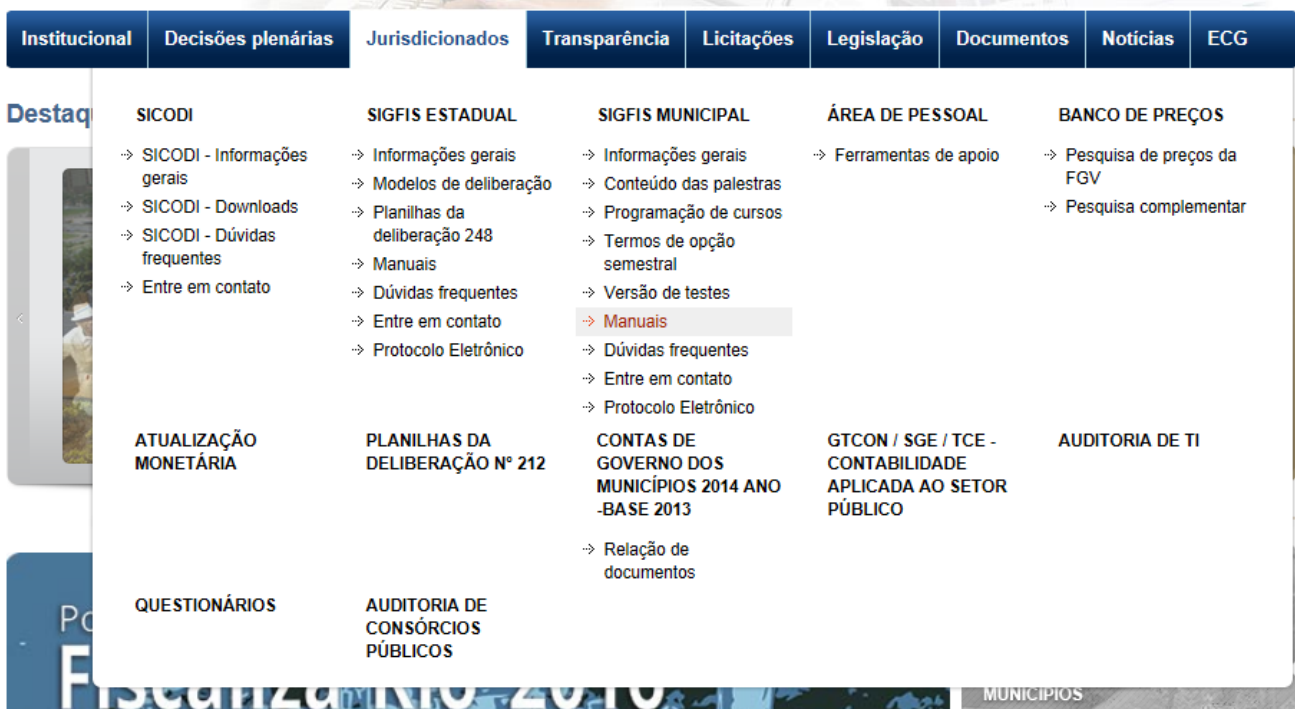 Institucional Decisões plenárias Jurisdicionados Transparência Licitações Legislação Documentos Notícias ECG
Destaq
SICODI
SICODI - Informações
gerais
SICODI - Downloads
SICODI - Dúvidas
frequentes
Entre em contato
SIGFIS ESTADUAL
Informações gerais
Modelos de deliberação
Planilhas da
deliberação 248
Manuais
Dúvidas frequentes
Entre em contato
Protocolo Eletrônico
SIGFIS MUNICIPAL
Informações gerais
Conteúdo das palestras
Programação de cursos
Termos de opção
semestral
Versão de testes
Manuais
Dúvidas frequentes
Entre em contato
Protocolo Eletrônico
ÁREA DE PESSOAL
Ferramentas de apoio
BANCO DE PREÇOS
Pesquisa de preços da
FGV
Pesquisa complementar
ATUALIZAÇÃO
MONETÁRIA
PLANILHAS DA
DELIBERAÇÃO Nº 212
CONTAS DE
GOVERNO DOS
MUNICÍPIOS 2014 ANO
-BASE 2013
Relação de
documentos
GTCON / SGE / TCE -
CONTABILIDADE
APLICADA AO SETOR
PÚBLICO
AUDITORIA DE TI
QUESTIONÁRIOS
AUDITORIA DE
CONSÓRCIOS
PÚBLICOS
Po
Fiscaliza Rio 2016
MUNICÍPIOS